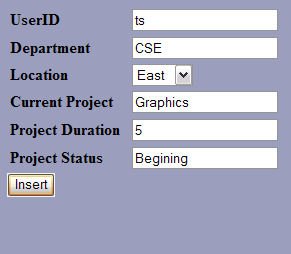 UserID ts
Department CSE
Location East
Current Project Graphics
Project Duration 5
Project Status Begining
Insert